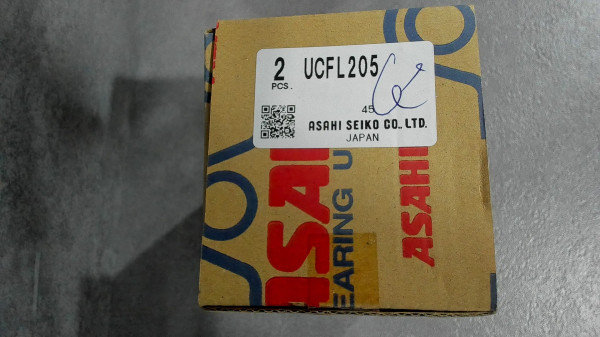 2 UCFL205
PCS.
45
ASAHI SEIKO CO., LTD.
JAPAN
ASAHI
ASAHI
EARING U